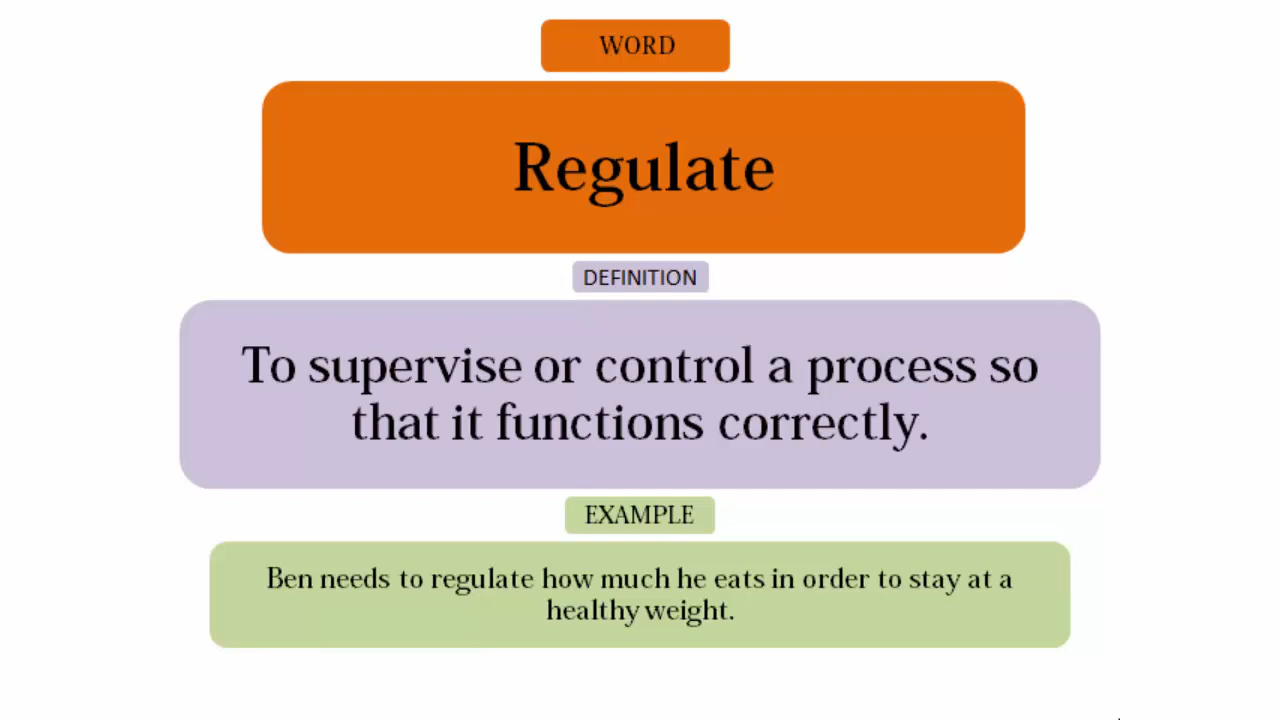 WORD
Regulate
DEFINITION
To supervise or control a process so
that it functions correctly.
EXAMPLE
Ben needs to regulate how much he eats in order to stay at a
healthy weight.